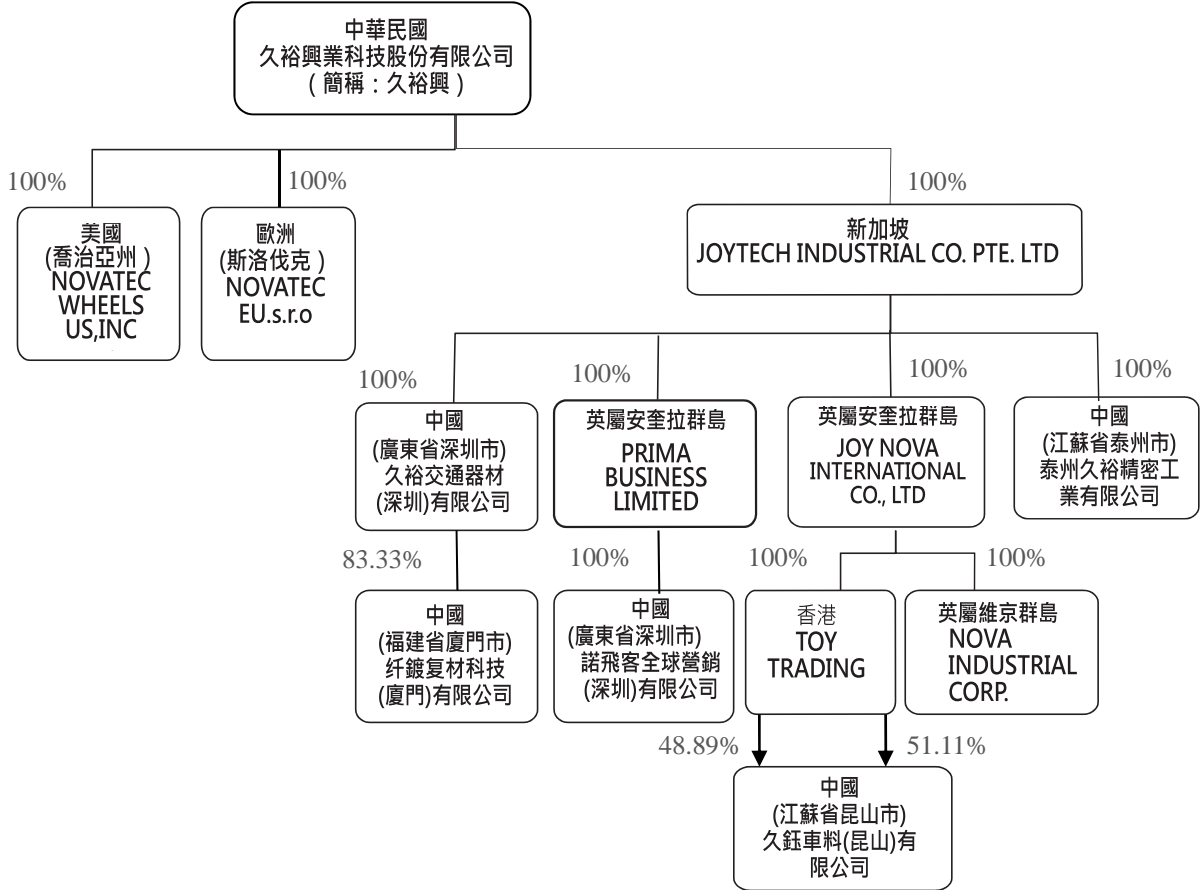 中華民國
久裕興業科技股份有限公司
(簡稱：久裕興)
100%
100%
100%
美國
(喬治亞州)
NOVATEC
WHEELS
US,INC
歐洲
(斯洛伐克)
NOVATEC
EU.s.r.o
新加坡
JOYTECH INDUSTRIAL CO. PTE. LTD
100%
100%
100%
100%
中國
(廣東省深圳市)
久裕交通器材
(深圳)有限公司
英屬安奎拉群島
PRIMA
BUSINESS
LIMITED
英屬安奎拉群島
JOY NOVA
INTERNATIONAL
CO., LTD
中國
(江蘇省泰州市)
泰州久裕精密工
業有限公司
83.33%
100%
100%
100%
中國
(福建省廈門市)
纤鍍复材科技
(廈門)有限公司
中國
(廣東省深圳市)
諾飛客全球營銷
(深圳)有限公司
香港
TOY
TRADING
英屬維京群島
NOVA
INDUSTRIAL
CORP.
48.89%
51.11%
中國
(江蘇省昆山市)
久鈺車料(昆山)有
限公司